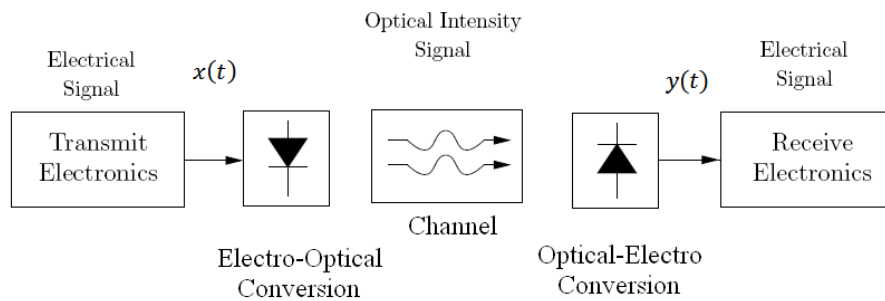 Electrical
Signal
x(t)
Optical Intensity
Signal
y(t)
Electrical
Signal
Transmit
Electronics
Receive
Electronics
Channel
Electro-Optical
Conversion
Optical-Electro
Conversion